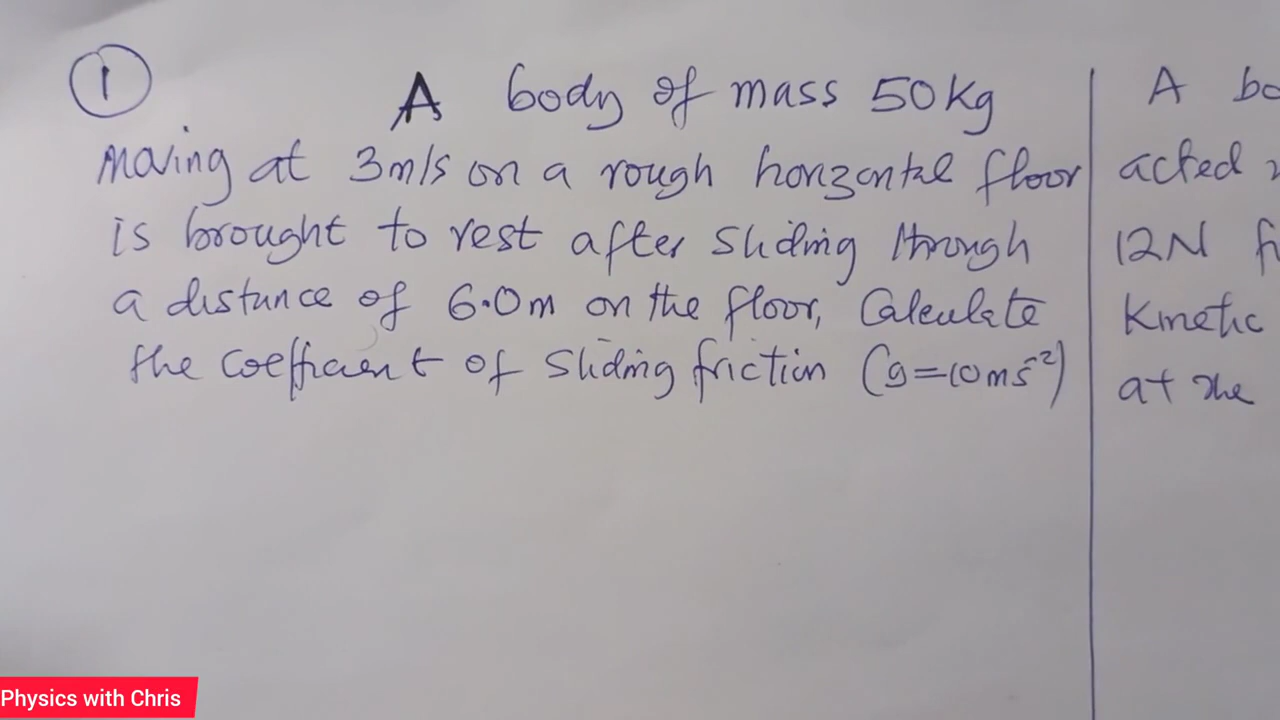 1
A body of mass 50Kg
moving at 3m/s on a rough horizontal floor
is brought to rest after sliding through
a distance of 6.0m on the floor, Calculate
the coefficient of sliding friction (g=10ms⁻²)
A bo
acted
12N fi
Kinetic
at the
Physics with Chris